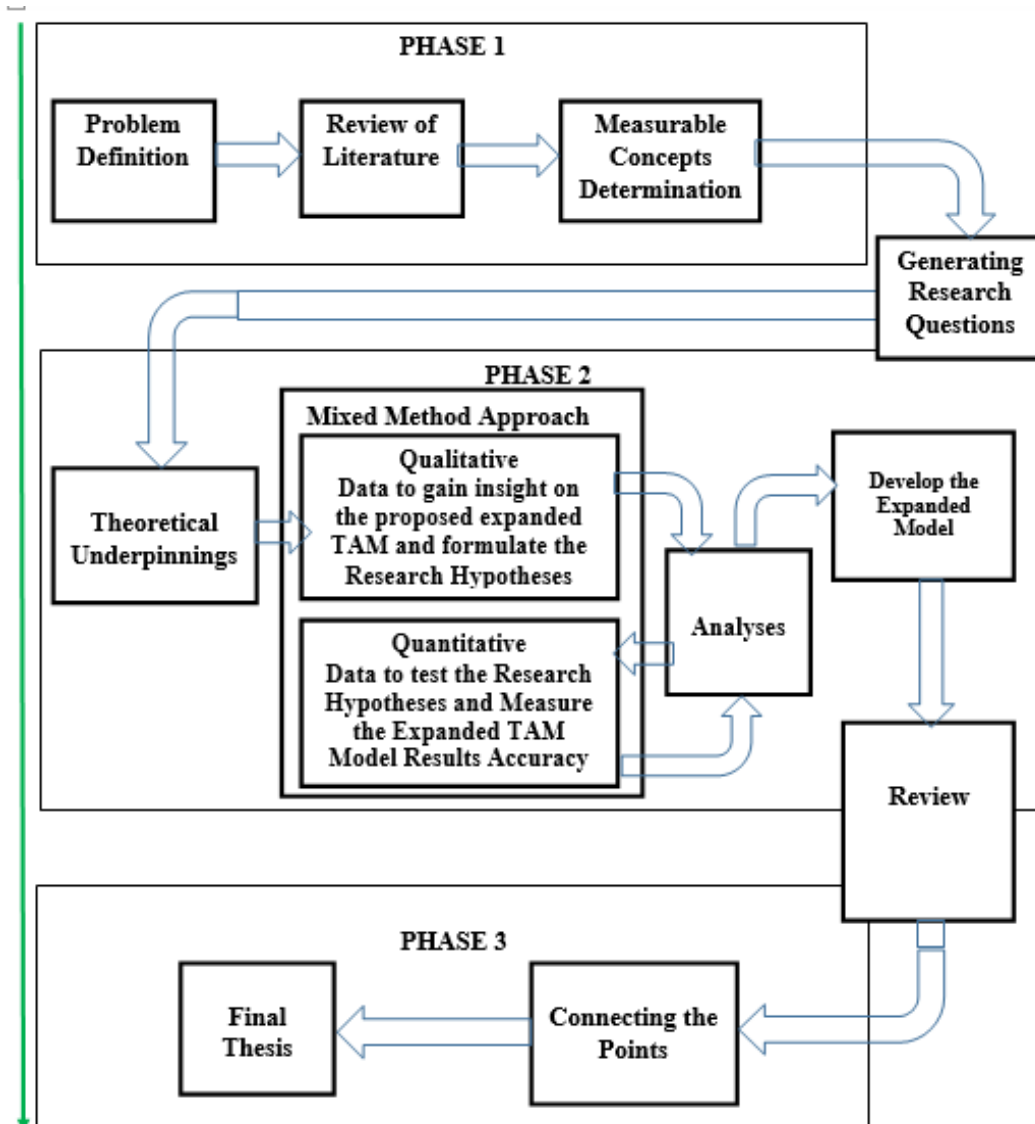 PHASE 1
Problem
Definition
Review of
Literature
Measurable
Concepts
Determination
Generating
Research
Questions
PHASE 2
Theoretical
Underpinnings
Mixed Method Approach
Qualitative
Data to gain insight on
the proposed expanded
TAM and formulate the
Research Hypotheses
Quantitative
Data to test the Research
Hypotheses and Measure
the Expanded TAM
Model Results Accuracy
Analyses
Develop the
Expanded
Model
Review
PHASE 3
Connecting the
Points
Final
Thesis